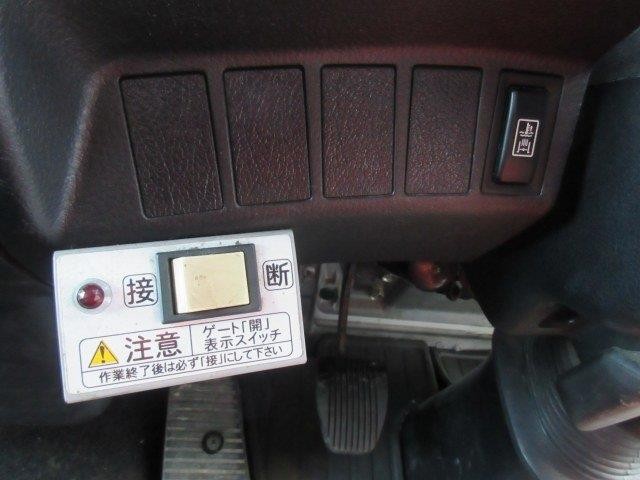 接 断
注意
ゲート「開」
表示スイッチ
作業終了後は必ず「接」にして下さい